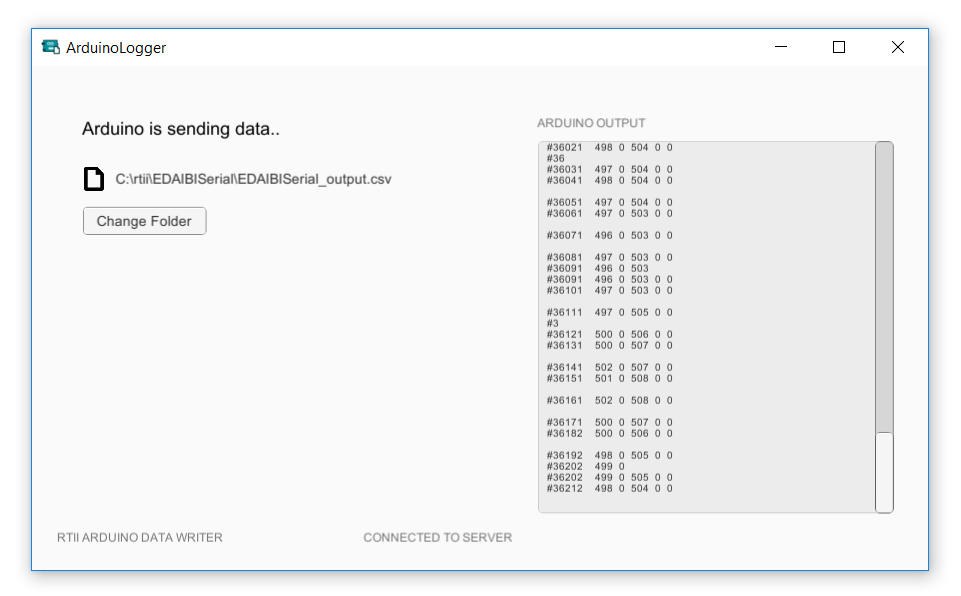 ArduinoLogger
Arduino is sending data..
C:\rtii\EDAIBISerial\EDAIBISerial_output.csv
Change Folder
ARDUINO OUTPUT
#36021 498 0 504 0 0
#36
#36031 497 0 504 0 0
#36041 498 0 504 0 0
#36051 497 0 504 0 0
#36061 497 0 503 0 0
#36071 496 0 503 0 0
#36081 497 0 503 0 0
#36091 496 0 503
#36091 496 0 503 0 0
#36101 497 0 503 0 0
#36111 497 0 505 0 0
#3
#36121 500 0 506 0 0
#36131 500 0 507 0 0
#36141 502 0 507 0 0
#36151 501 0 508 0 0
#36161 502 0 508 0 0
#36171 500 0 507 0 0
#36182 500 0 506 0 0
#36192 498 0 505 0 0
#36202 499 0
#36202 499 0 505 0 0
#36212 498 0 504 0 0
RTII ARDUINO DATA WRITER
CONNECTED TO SERVER